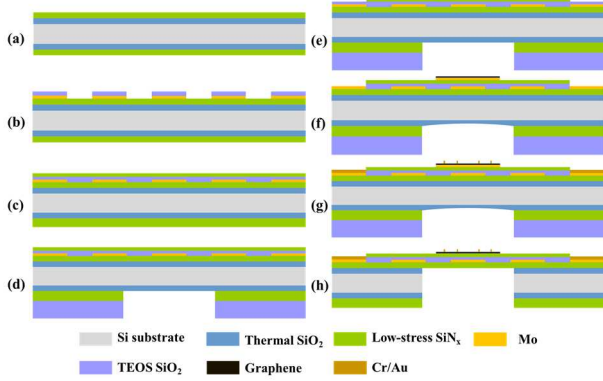 (a)
(b)
(c)
(d)
(e)
(f)
(g)
(h)
Si substrate
Thermal SiO₂
Low-stress SiNₓ
Mo
TEOS SiO₂
Graphene
Cr/Au